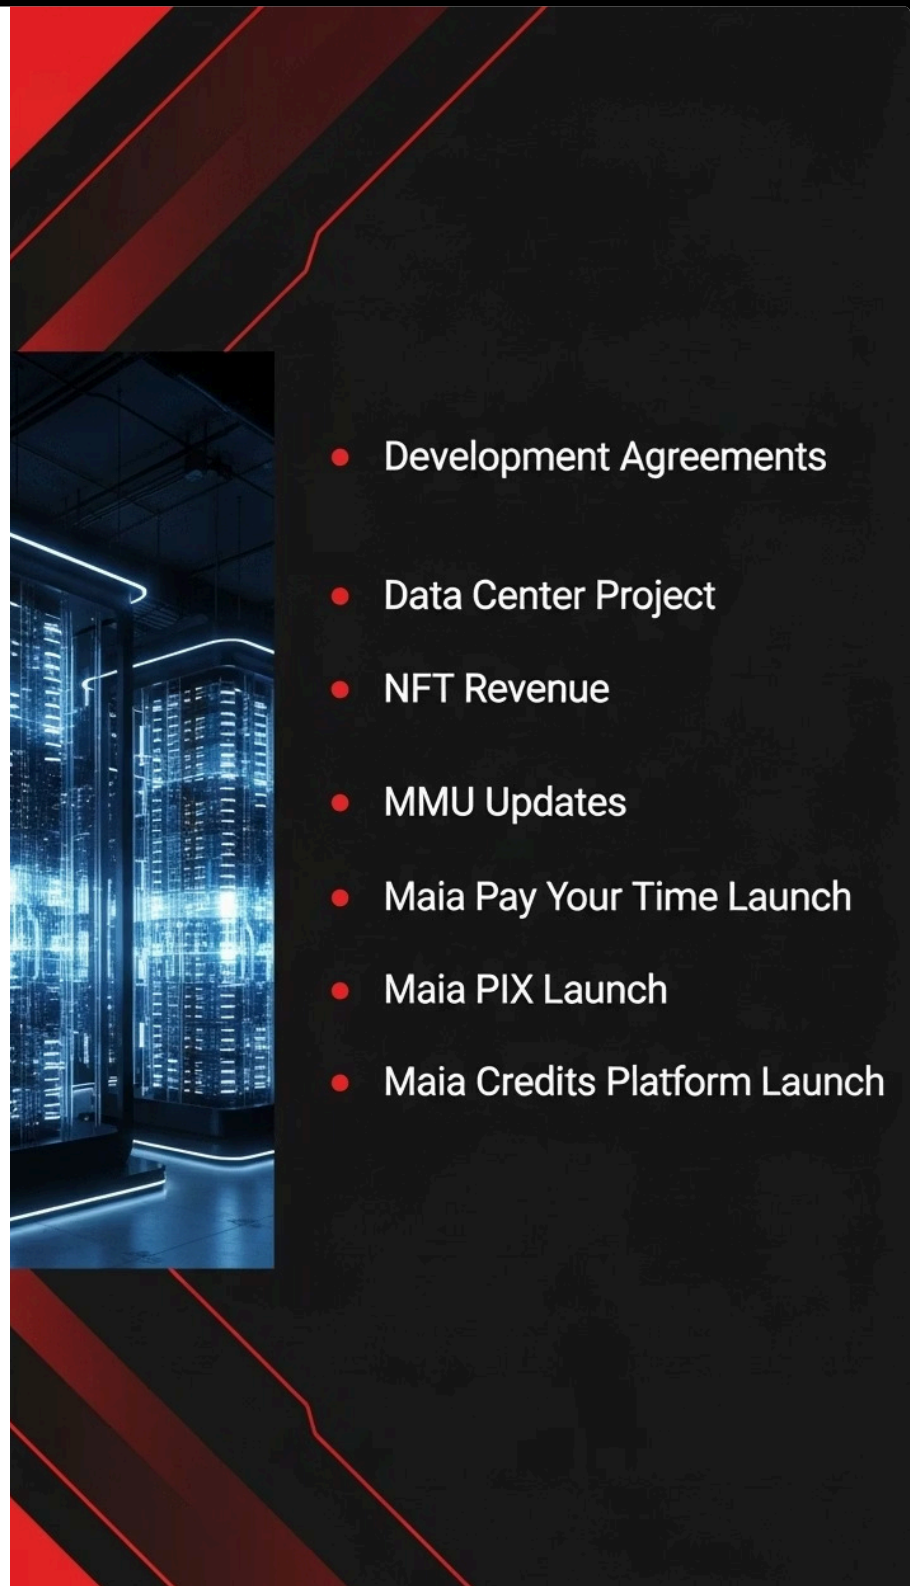 Development Agreements
Data Center Project
NFT Revenue
MMU Updates
Maia Pay Your Time Launch
Maia PIX Launch
Maia Credits Platform Launch